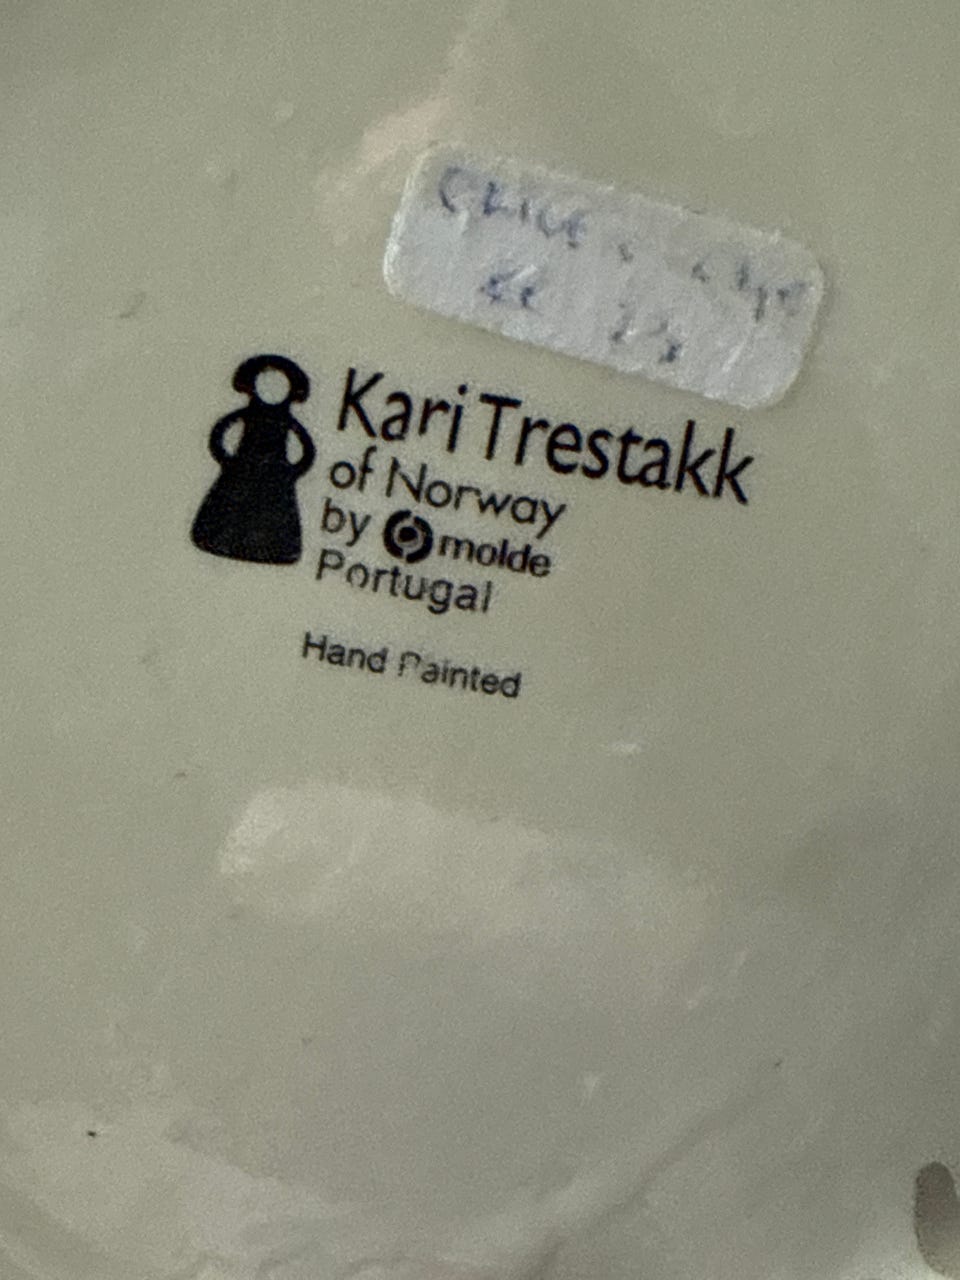 Kari Trestakk
of Norway
by molde
Portugal
Hand Painted